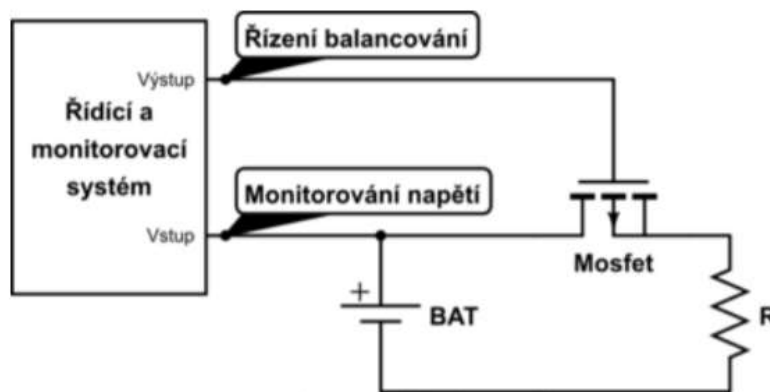 Řízení balancování
Výstup
Řídící a
monitorovací
systém
Monitorování napětí
Vstup
Mosfet
+
BAT
R